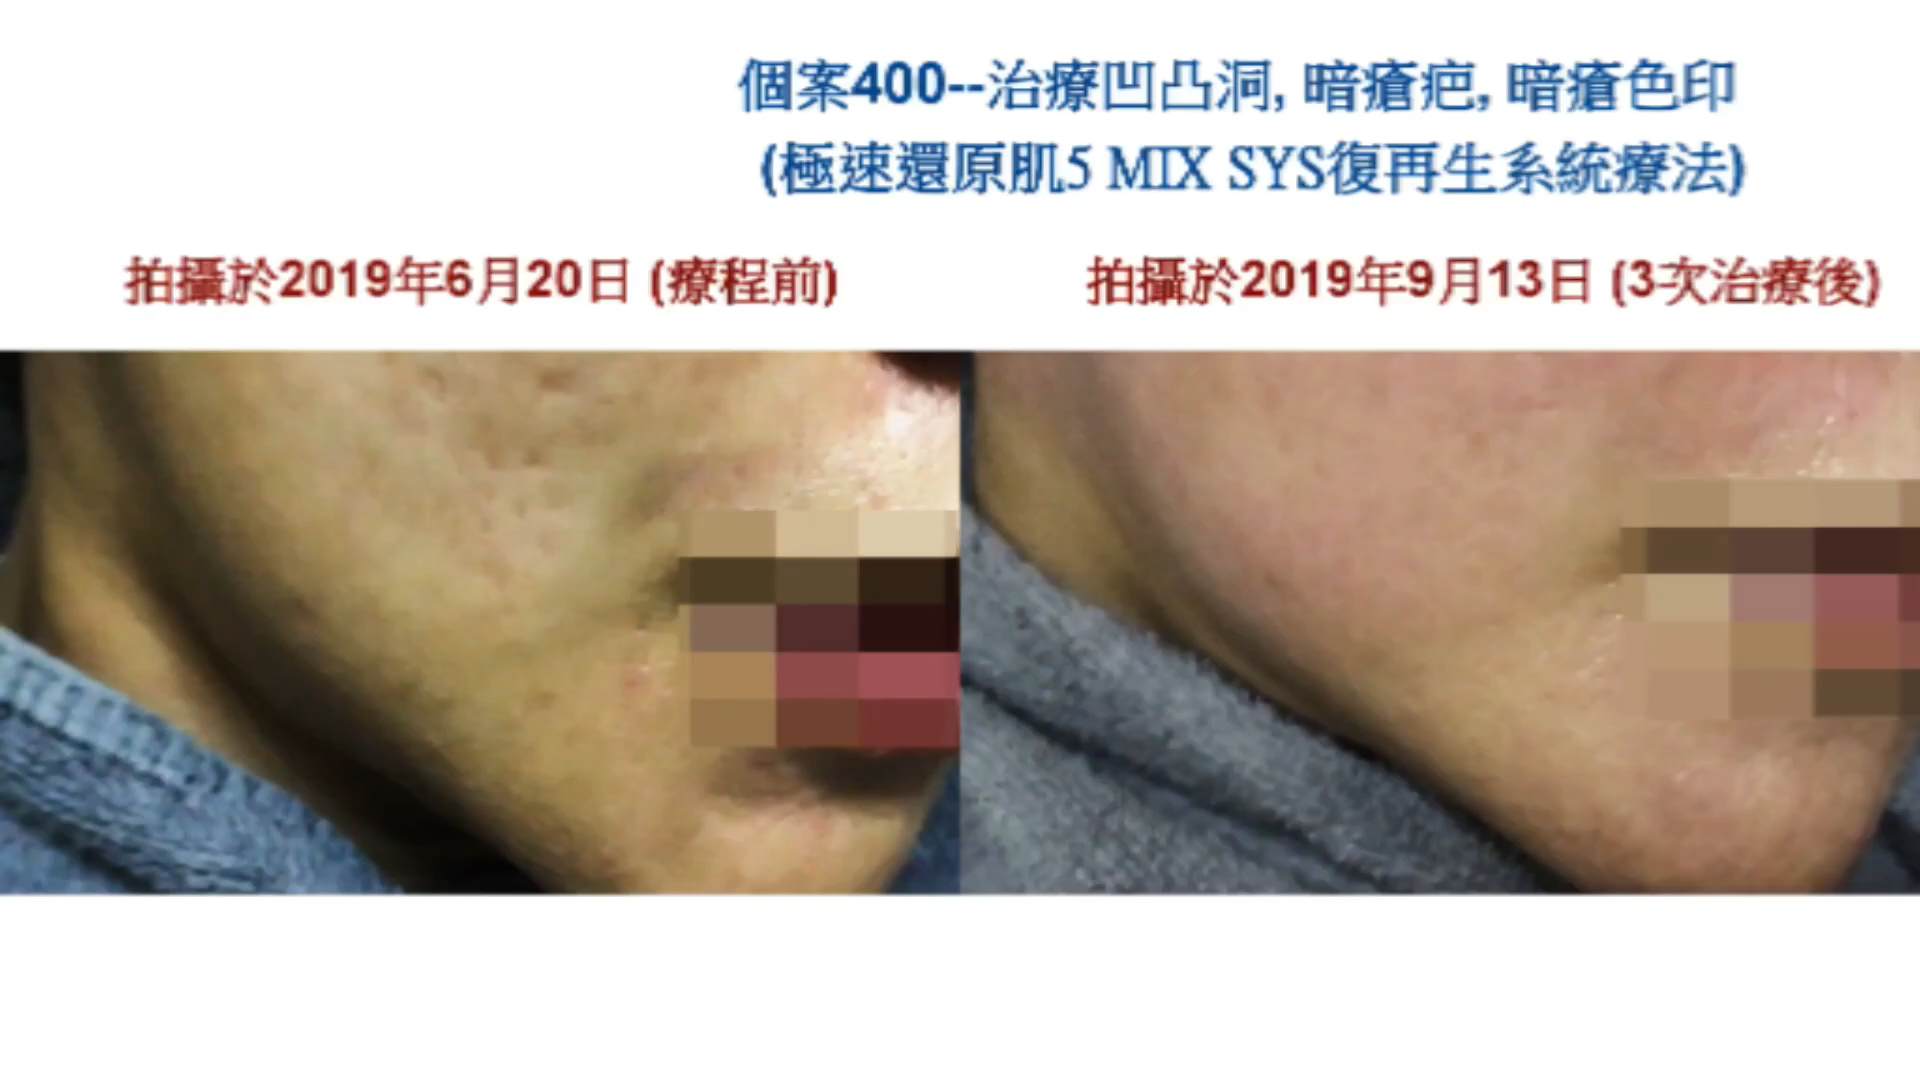 個案400--治療凹凸洞, 暗瘡疤, 暗瘡色印
(極速還原肌5 MIX SYS復再生系統療法)
拍攝於2019年6月20日 (療程前)
拍攝於2019年9月13日 (3次治療後)